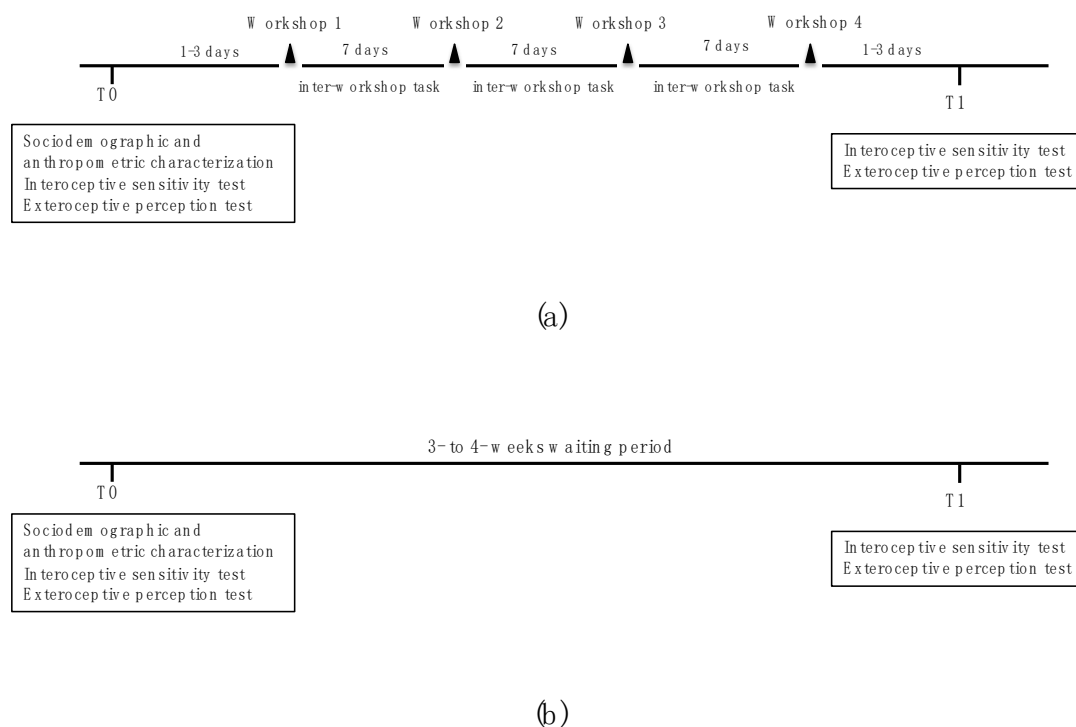 Workshop 1 Workshop 2 Workshop 3 Workshop 4
1-3 days 7 days 7 days 7 days 1-3 days
inter-workshop task inter-workshop task inter-workshop task
T0 T1
Sociodemographic and
anthropometric characterization
Interoceptive sensitivity test
Exteroceptive perception test
Interoceptive sensitivity test
Exteroceptive perception test
(a)
3-to 4-weeks waiting period
T0 T1
Sociodemographic and
anthropometric characterization
Interoceptive sensitivity test
Exteroceptive perception test
Interoceptive sensitivity test
Exteroceptive perception test
(b)